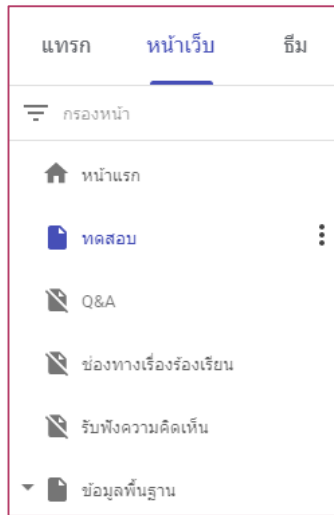 แทรก หน้าเว็บ ธีม
กรองหน้า
หน้าแรก
ทดสอบ
Q&A
ช่องทางเรื่องร้องเรียน
รับฟังความคิดเห็น
ข้อมูลพื้นฐาน